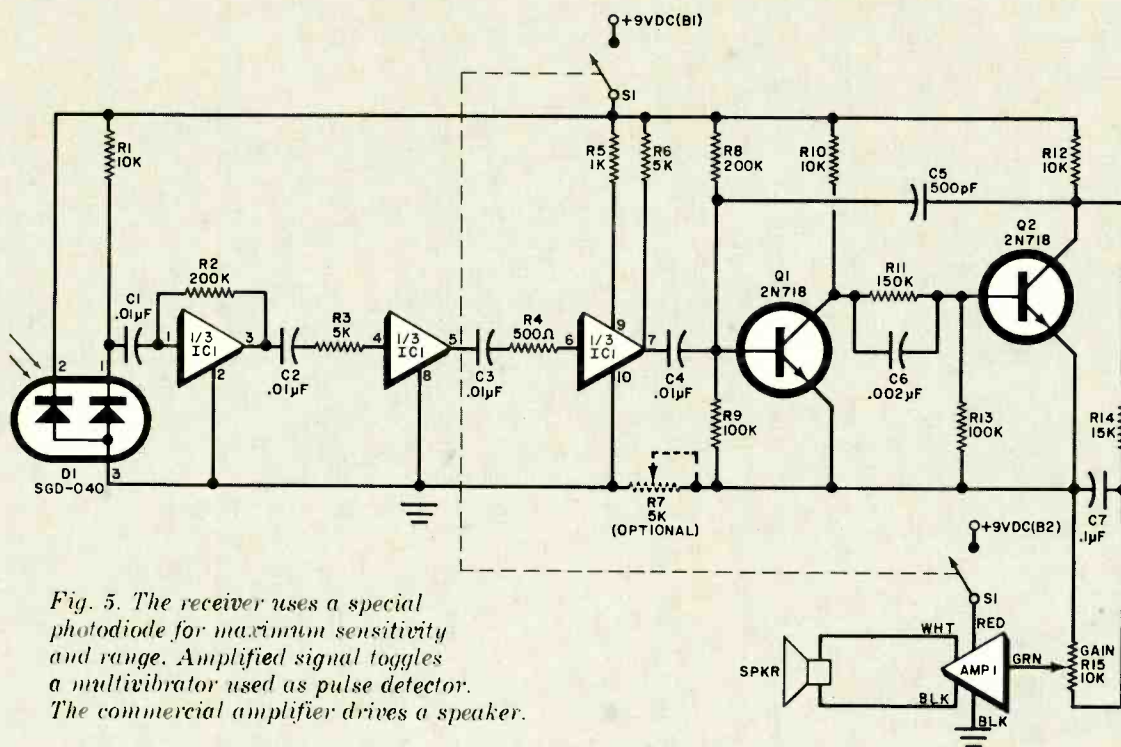 +9VDC(B1)
S1
R1
10K
R5
1K
R6
5K
R8
200K
R10
10K
R12
10K
C5
500pF
Q2
2N718
Q1
2N718
R11
150K
C6
.002µF
R2
200K
C1
.01µF
1
1/3
IC1
3
2
C2
.01µF
R3
5K
4
1/3
IC1
5
8
C3
.01µF
R4
500Ω
6
1/3
IC1
9
7
10
C4
.01µF
2
1
3
D1
SGD-040
R9
100K
R13
100K
R14
15K
R7
5K
(OPTIONAL)
C7
.1µF
+9VDC(B2)
S1
WHT
RED
SPKR
AMP1
GRN
GAIN
R15
10K
BLK
BLK
Fig. 5. The receiver uses a special
photodiode for maximum sensitivity
and range. Amplified signal toggles
a multivibrator used as pulse detector.
The commercial amplifier drives a speaker.